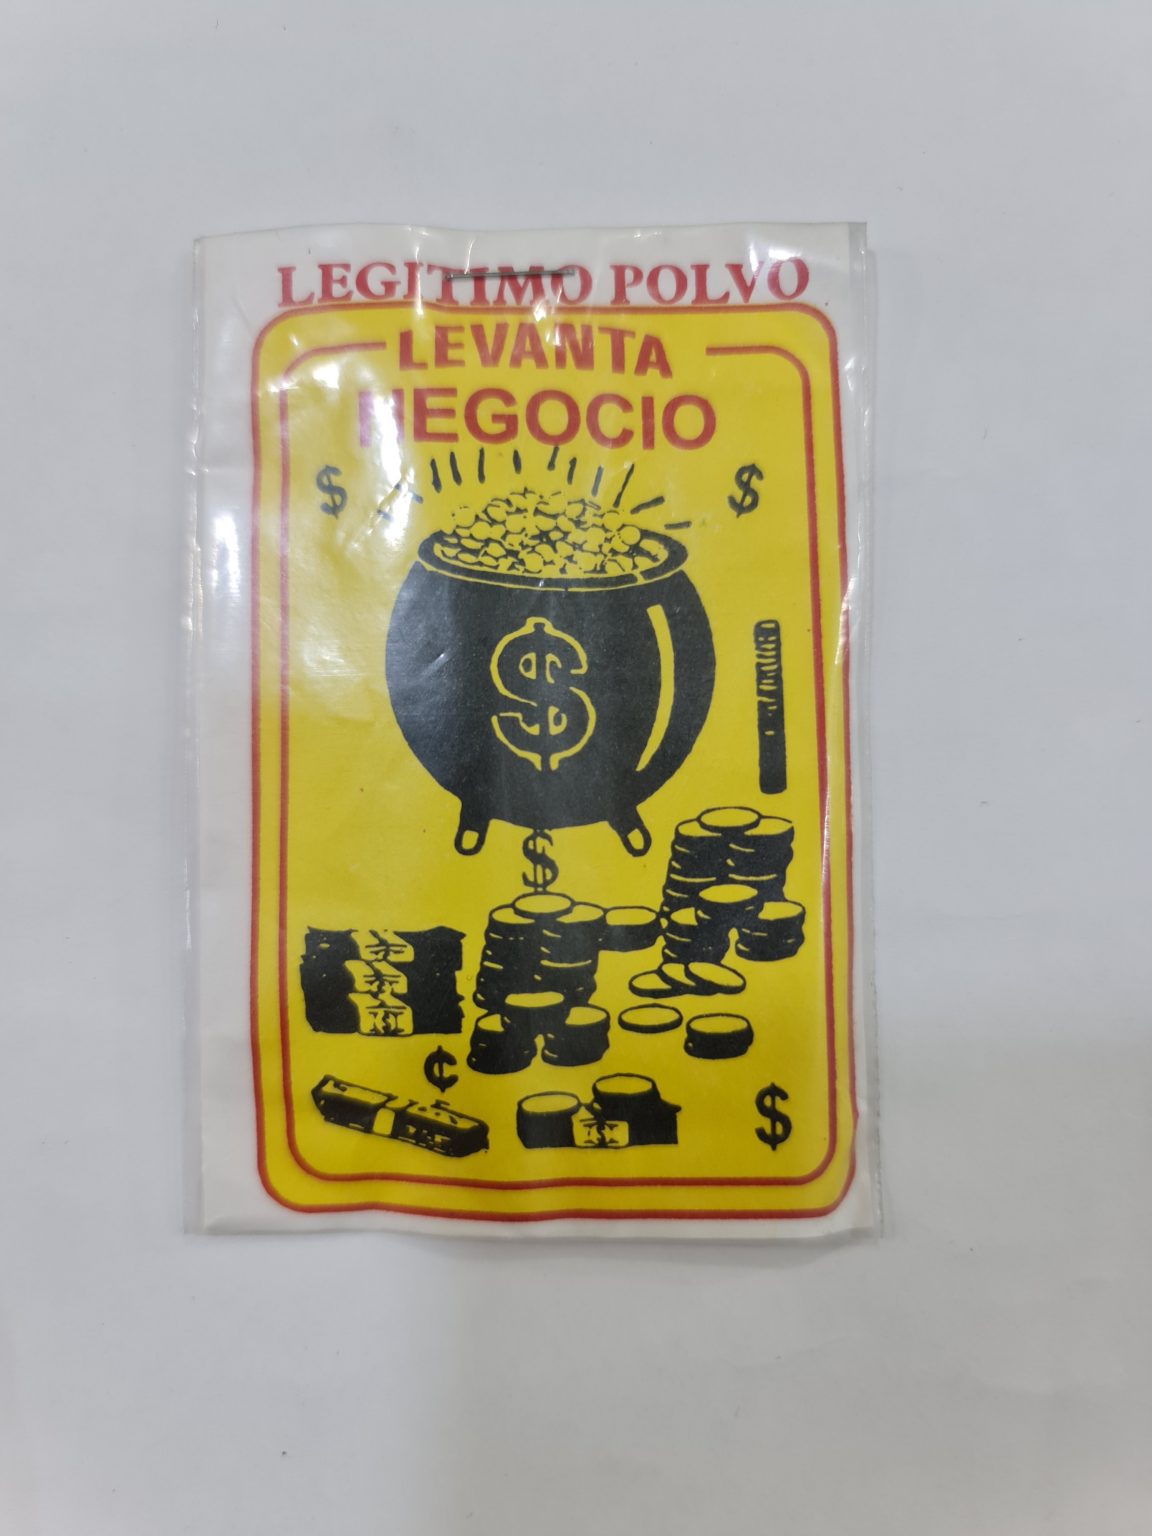 LEGITIMO POLVO
LEVANTA
NEGOCIO
$ $
$
$
¢
$